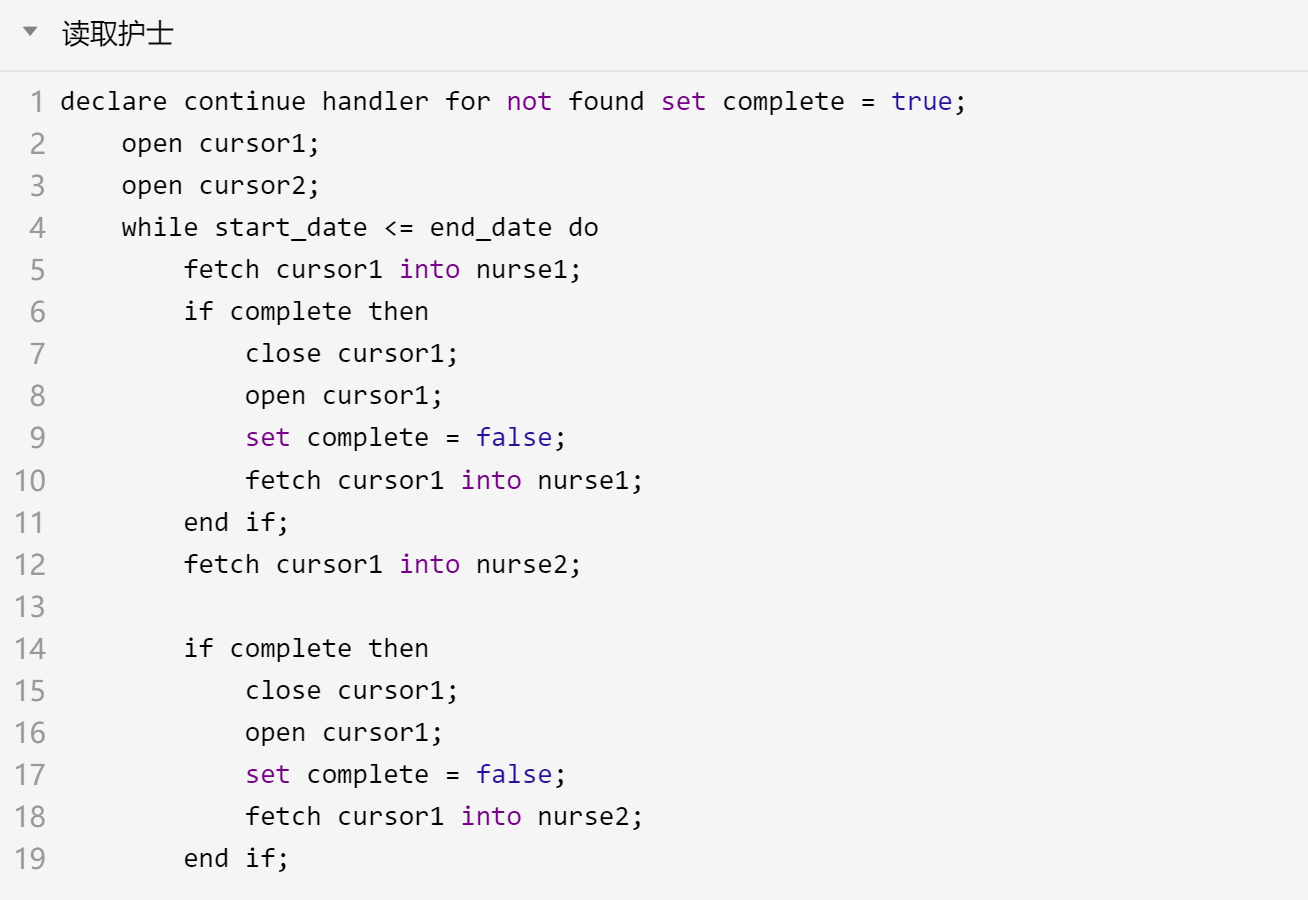 读取护士
1 declare continue handler for not found set complete = true;
2     open cursor1;
3     open cursor2;
4     while start_date <= end_date do
5         fetch cursor1 into nurse1;
6         if complete then
7             close cursor1;
8             open cursor1;
9             set complete = false;
10             fetch cursor1 into nurse1;
11         end if;
12         fetch cursor1 into nurse2;
13
14         if complete then
15             close cursor1;
16             open cursor1;
17             set complete = false;
18             fetch cursor1 into nurse2;
19         end if;